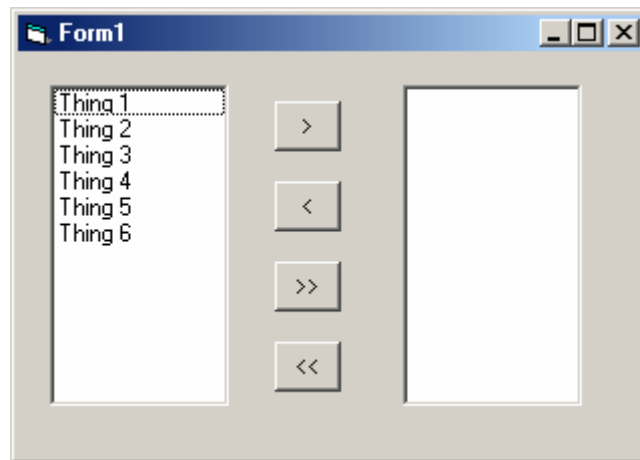 Form1
Thing 1
Thing 2
Thing 3
Thing 4
Thing 5
Thing 6
>
<
>>
<<